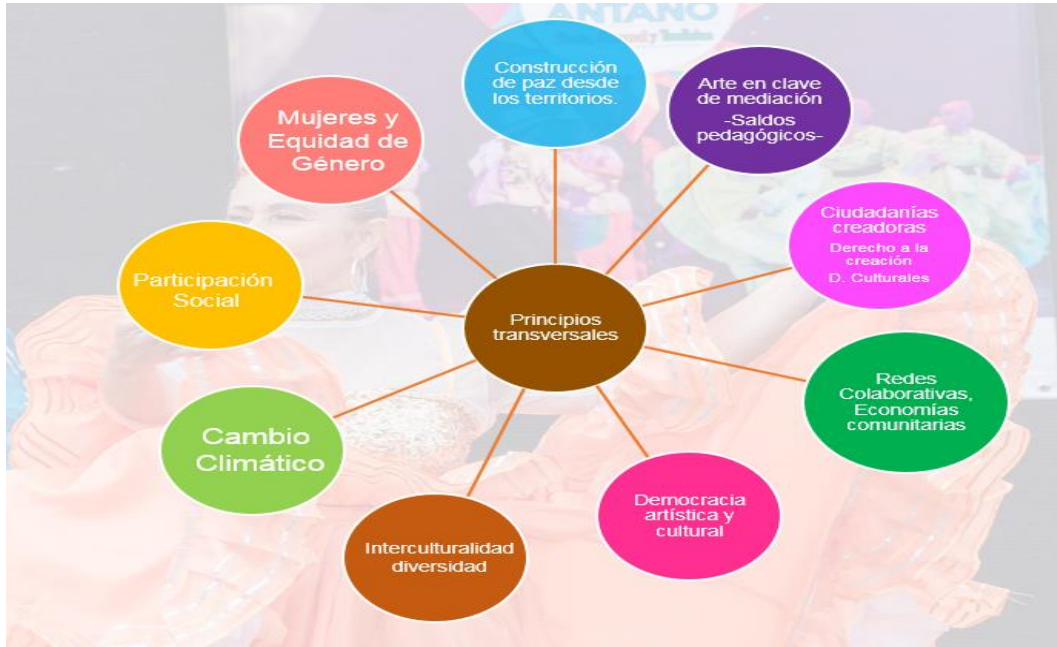 ANTAÑO
Construcción
de paz desde
los territorios.
Arte en clave
de mediación
-Saldos
pedagógicos-
Ciudadanías
creadoras
Derecho a la
creación
D. Culturales
Redes
Colaborativas,
Economías
comunitarias
Democracia
artística y
cultural
Interculturalidad
diversidad
Cambio
Climático
Participación
Social
Mujeres y
Equidad de
Género
Principios
transversales